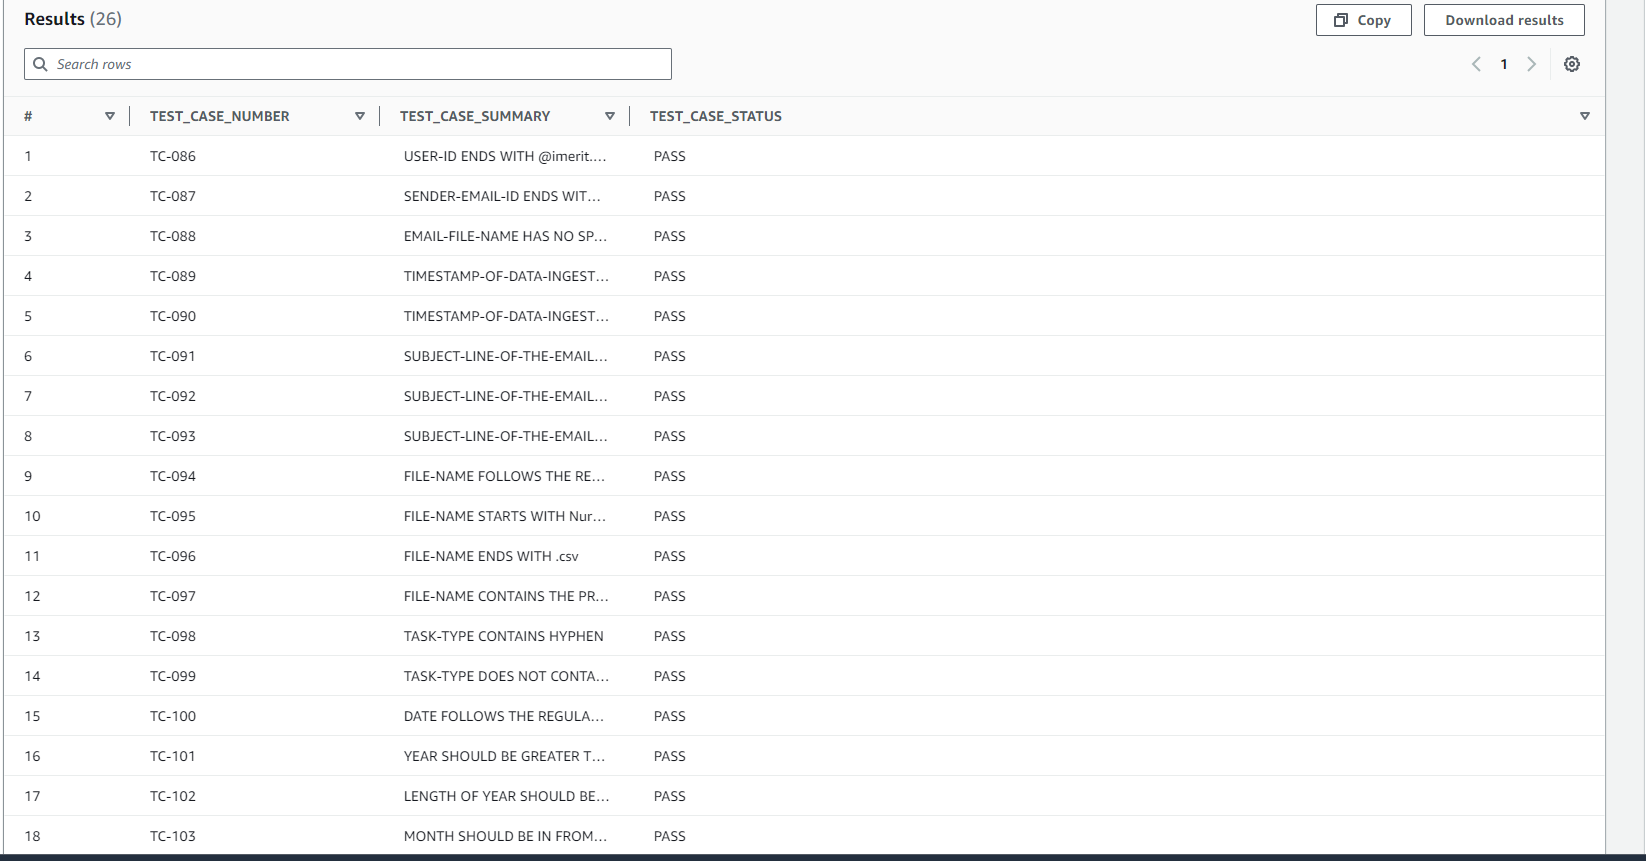 Results (26)
Copy
Download results
Search rows
1
# TEST_CASE_NUMBER TEST_CASE_SUMMARY TEST_CASE_STATUS
1 TC-086 USER-ID ENDS WITH @imerit.... PASS
2 TC-087 SENDER-EMAIL-ID ENDS WIT... PASS
3 TC-088 EMAIL-FILE-NAME HAS NO SP... PASS
4 TC-089 TIMESTAMP-OF-DATA-INGEST... PASS
5 TC-090 TIMESTAMP-OF-DATA-INGEST... PASS
6 TC-091 SUBJECT-LINE-OF-THE-EMAIL... PASS
7 TC-092 SUBJECT-LINE-OF-THE-EMAIL... PASS
8 TC-093 SUBJECT-LINE-OF-THE-EMAIL... PASS
9 TC-094 FILE-NAME FOLLOWS THE RE... PASS
10 TC-095 FILE-NAME STARTS WITH Nur... PASS
11 TC-096 FILE-NAME ENDS WITH .csv PASS
12 TC-097 FILE-NAME CONTAINS THE PR... PASS
13 TC-098 TASK-TYPE CONTAINS HYPHEN PASS
14 TC-099 TASK-TYPE DOES NOT CONTA... PASS
15 TC-100 DATE FOLLOWS THE REGULA... PASS
16 TC-101 YEAR SHOULD BE GREATER T... PASS
17 TC-102 LENGTH OF YEAR SHOULD BE... PASS
18 TC-103 MONTH SHOULD BE IN FROM... PASS